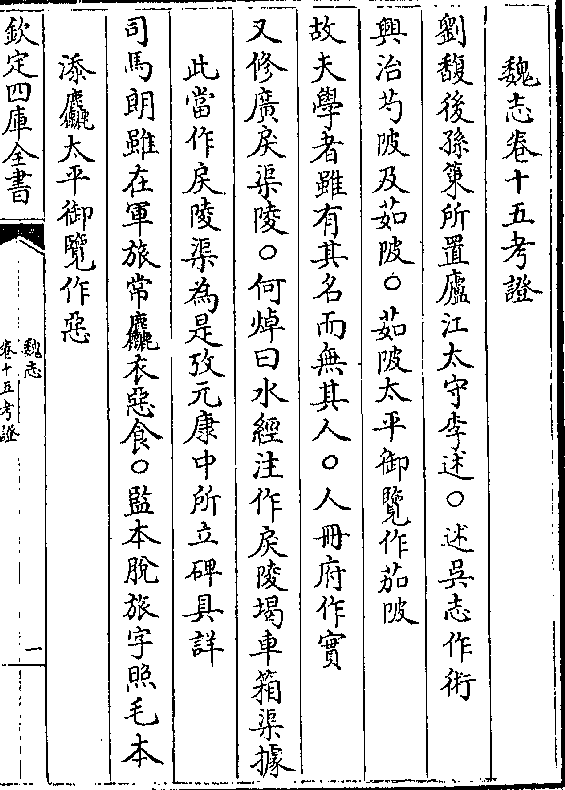 魏志卷十五考證
劉馥後孫策所置廬江太守李述○述吳志作術
興治芍陂及茹陂○茹陂太平御覽作茄陂
故夫學者雖有其名而無其人○人冊府作實
又修廣戾渠陵○何焯曰水經注作戾陵堨車箱渠據
此當作戾陵渠為是攷元康中所立碑具詳
司馬朗雖在軍旅常麤衣惡食○監本脫旅字照毛本
添麤太平御覽作惡
欽定四庫全書
魏志
卷十五考證
一